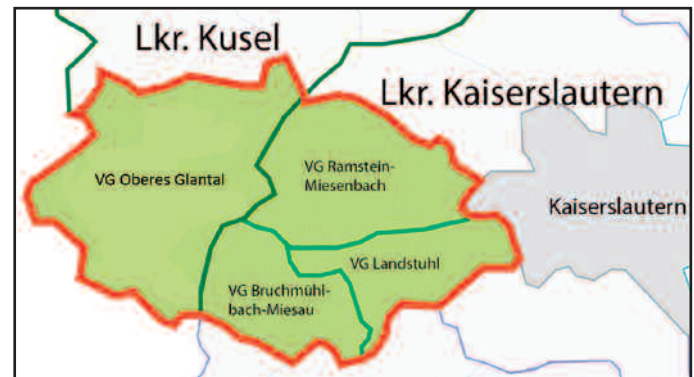 Lkr. Kusel
Lkr. Kaiserslautern
VG Oberes Glantal
VG Ramstein-
Miesenbach
Kaiserslautern
VG Landstuhl
VG Bruchmühl-
bach-Miesau